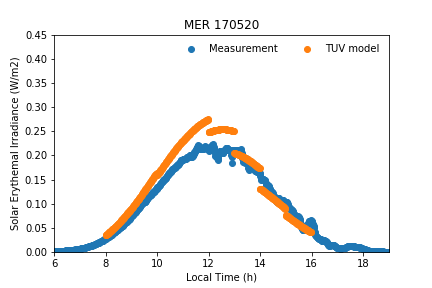 MER 170520
Solar Erythemal Irradiance (W/m2)
0.45
0.40
0.35
0.30
0.25
0.20
0.15
0.10
0.05
0.00
Measurement TUV model
6 8 10 12 14 16 18
Local Time (h)